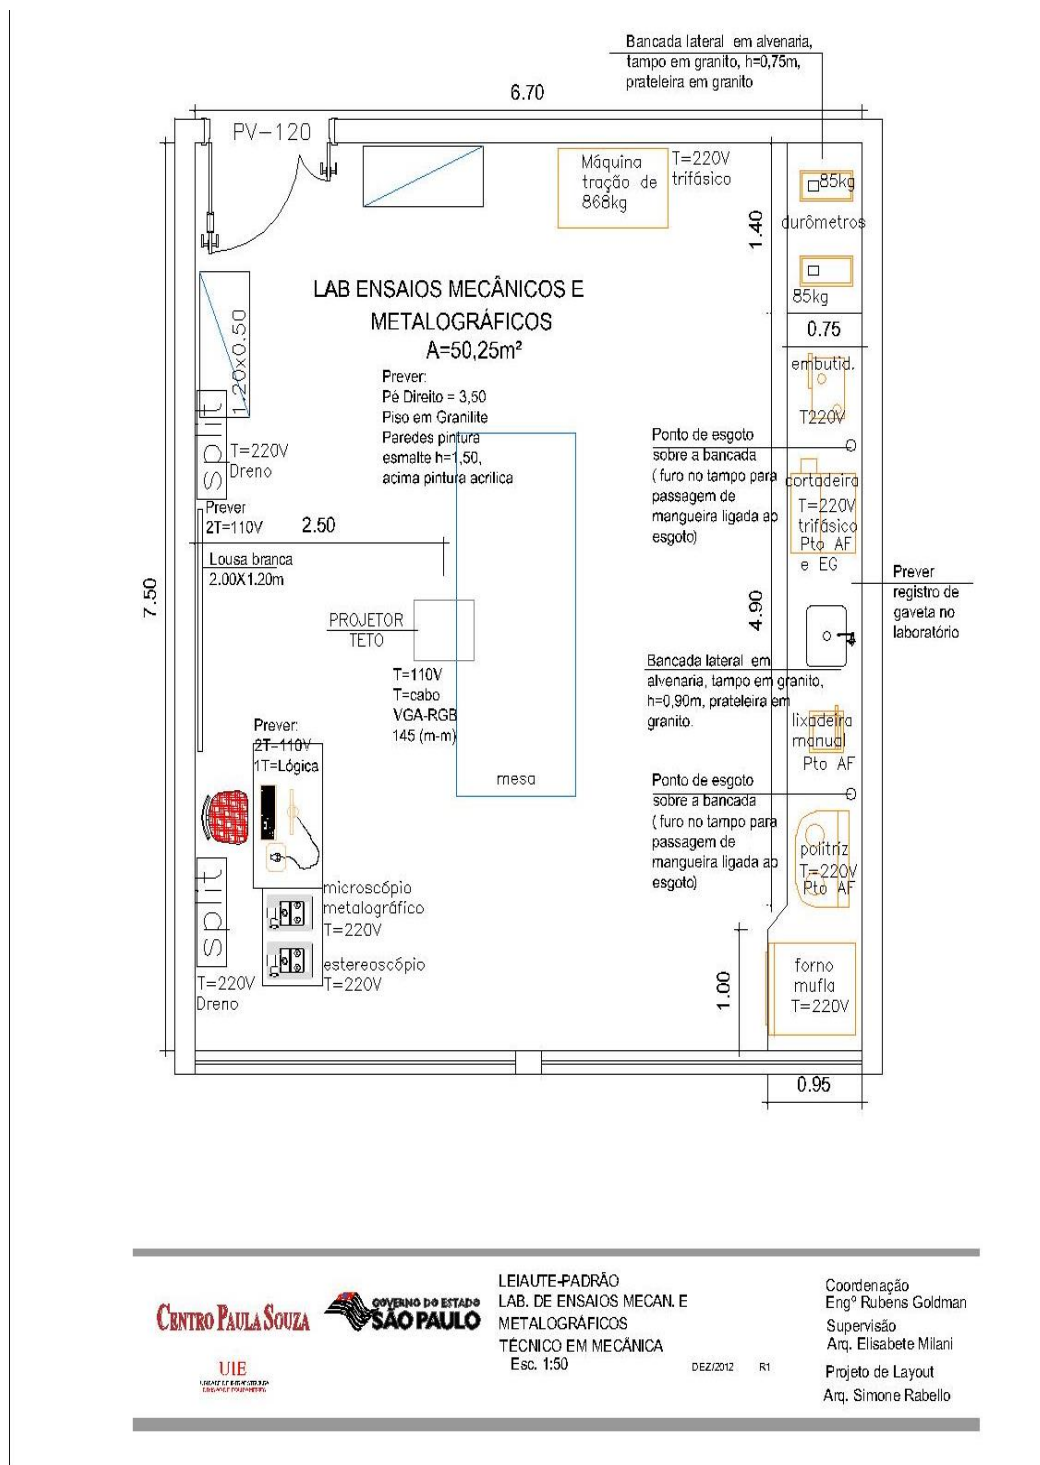 Bancada lateral em alvenaria,
tampo em granito, h=0,75m,
prateleira em granito
6.70
PV-120
Máquina
tração de
868kg
T=220V
trifásico
85kg
durômetros
85kg
1.40
0.75
LAB ENSAIOS MECÂNICOS E
METALOGRÁFICOS
A=50,25m²
Prever:
Pé Direito = 3,50
Piso em Granilite
Paredes pintura
esmalte h=1,50,
acima pintura acrílica
1.20x0.50
split
T=220V
Dreno
Prever
2T=110V
2.50
Lousa branca
2.00X1.20m
7.50
embutid.
T220V
Ponto de esgoto
sobre a bancada
( furo no tampo para
passagem de
mangueira ligada ao
esgoto)
cortadeira
T=220V
trifásico
Pto AF
e EG
Prever
registro de
gaveta no
laboratório
4.90
PROJETOR
TETO
T=110V
T=cabo
VGA-RGB
145 (m-m)
Bancada lateral em
alvenaria, tampo em granito,
h=0,90m, prateleira em
granito.
lixadeira
manual
Pto AF
Prever:
2T=110V
1T=Lógica
mesa
Ponto de esgoto
sobre a bancada
( furo no tampo para
passagem de
mangueira ligada ao
esgoto)
politriz
T=220V
Pto AF
split
T=220V
Dreno
microscópio
metalográfico
T=220V
estereoscópio
T=220V
1.00
forno
mufla
T=220V
0.95
CENTRO PAULA SOUZA
UIE
GOVERNO DO ESTADO
SÃO PAULO
LEIAUTE-PADRÃO
LAB. DE ENSAIOS MECAN. E
METALOGRÁFICOS
TÉCNICO EM MECÂNICA
Esc. 1:50
DEZ/2012 R1
Coordenação
Engº Rubens Goldman
Supervisão
Arq. Elisabete Milani
Projeto de Layout
Arq. Simone Rabello